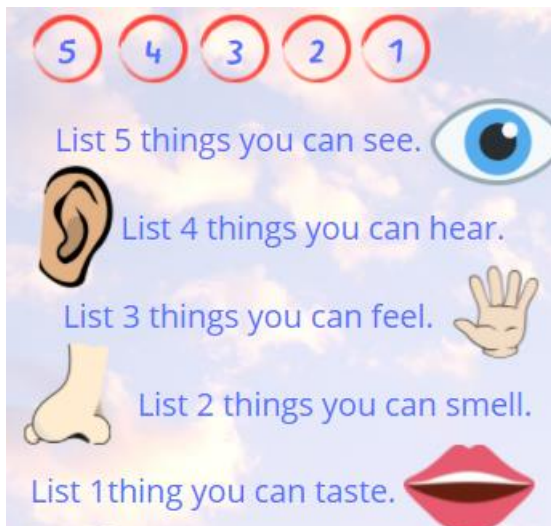 5 4 3 2 1
List 5 things you can see.
List 4 things you can hear.
List 3 things you can feel.
List 2 things you can smell.
List 1thing you can taste.